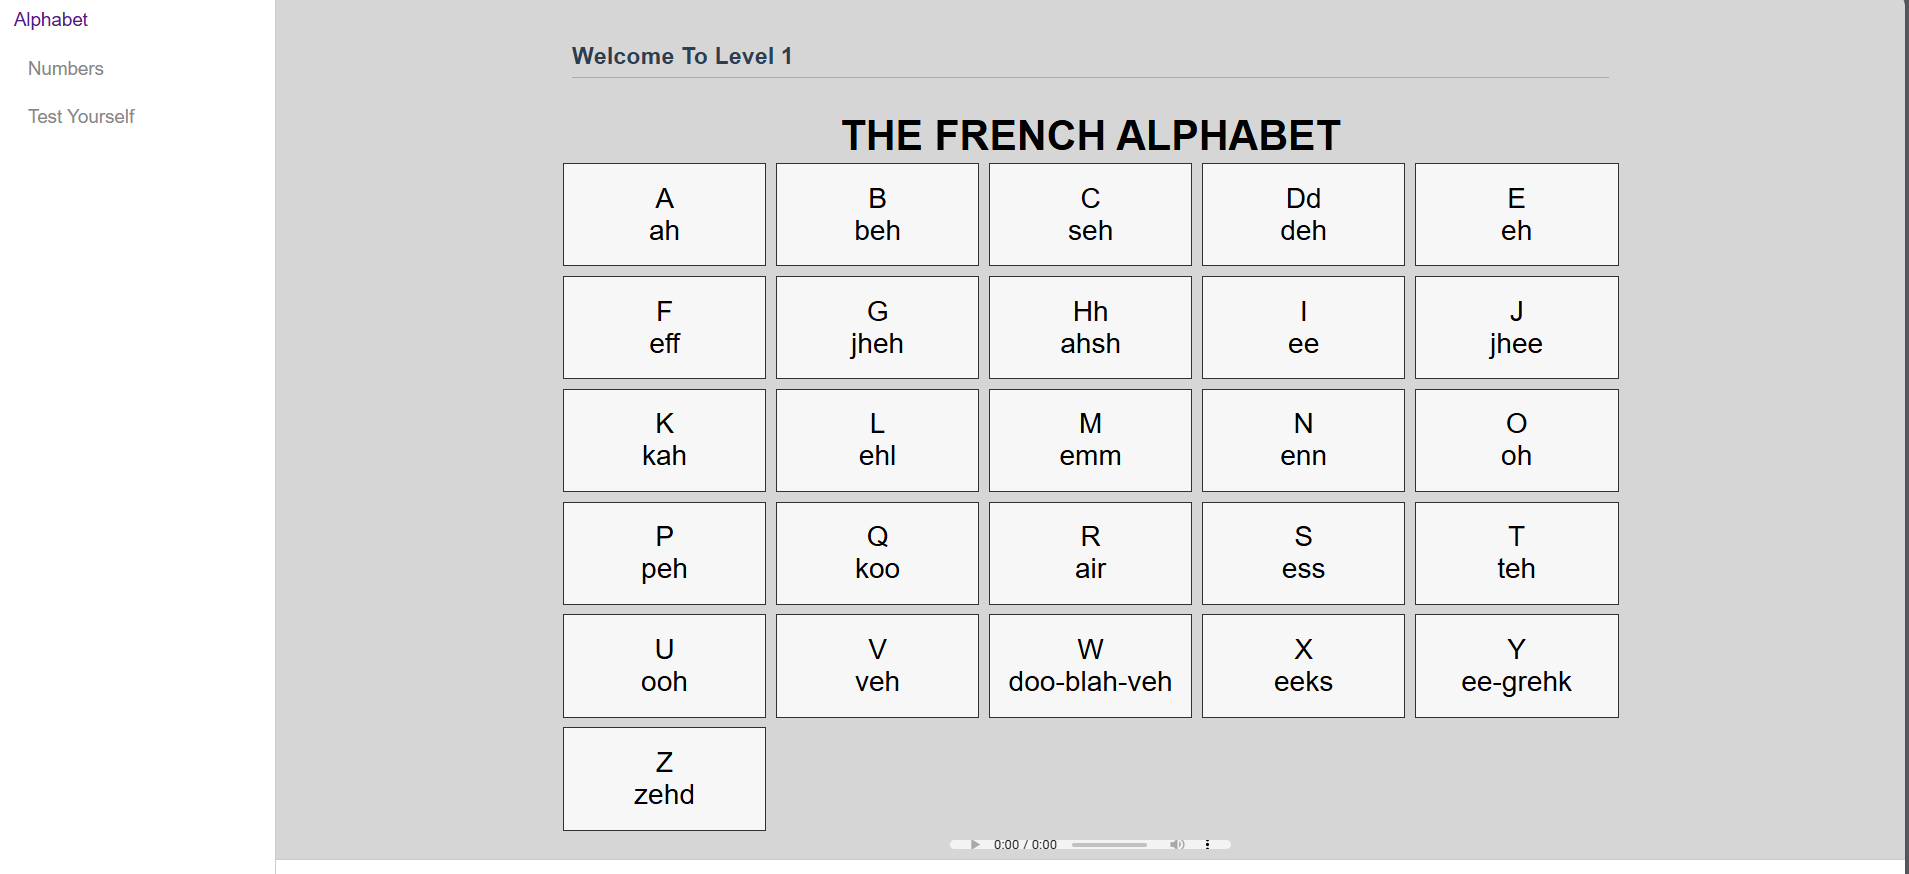 Alphabet
Numbers
Test Yourself
Welcome To Level 1
THE FRENCH ALPHABET
A
ah
B
beh
C
seh
Dd
deh
E
eh
F
eff
G
jheh
Hh
ahsh
I
ee
J
jhee
K
kah
L
ehl
M
emm
N
enn
O
oh
P
peh
Q
koo
R
air
S
ess
T
teh
U
ooh
V
veh
W
doo-blah-veh
X
eeks
Y
ee-grehk
Z
zehd
0:00 / 0:00